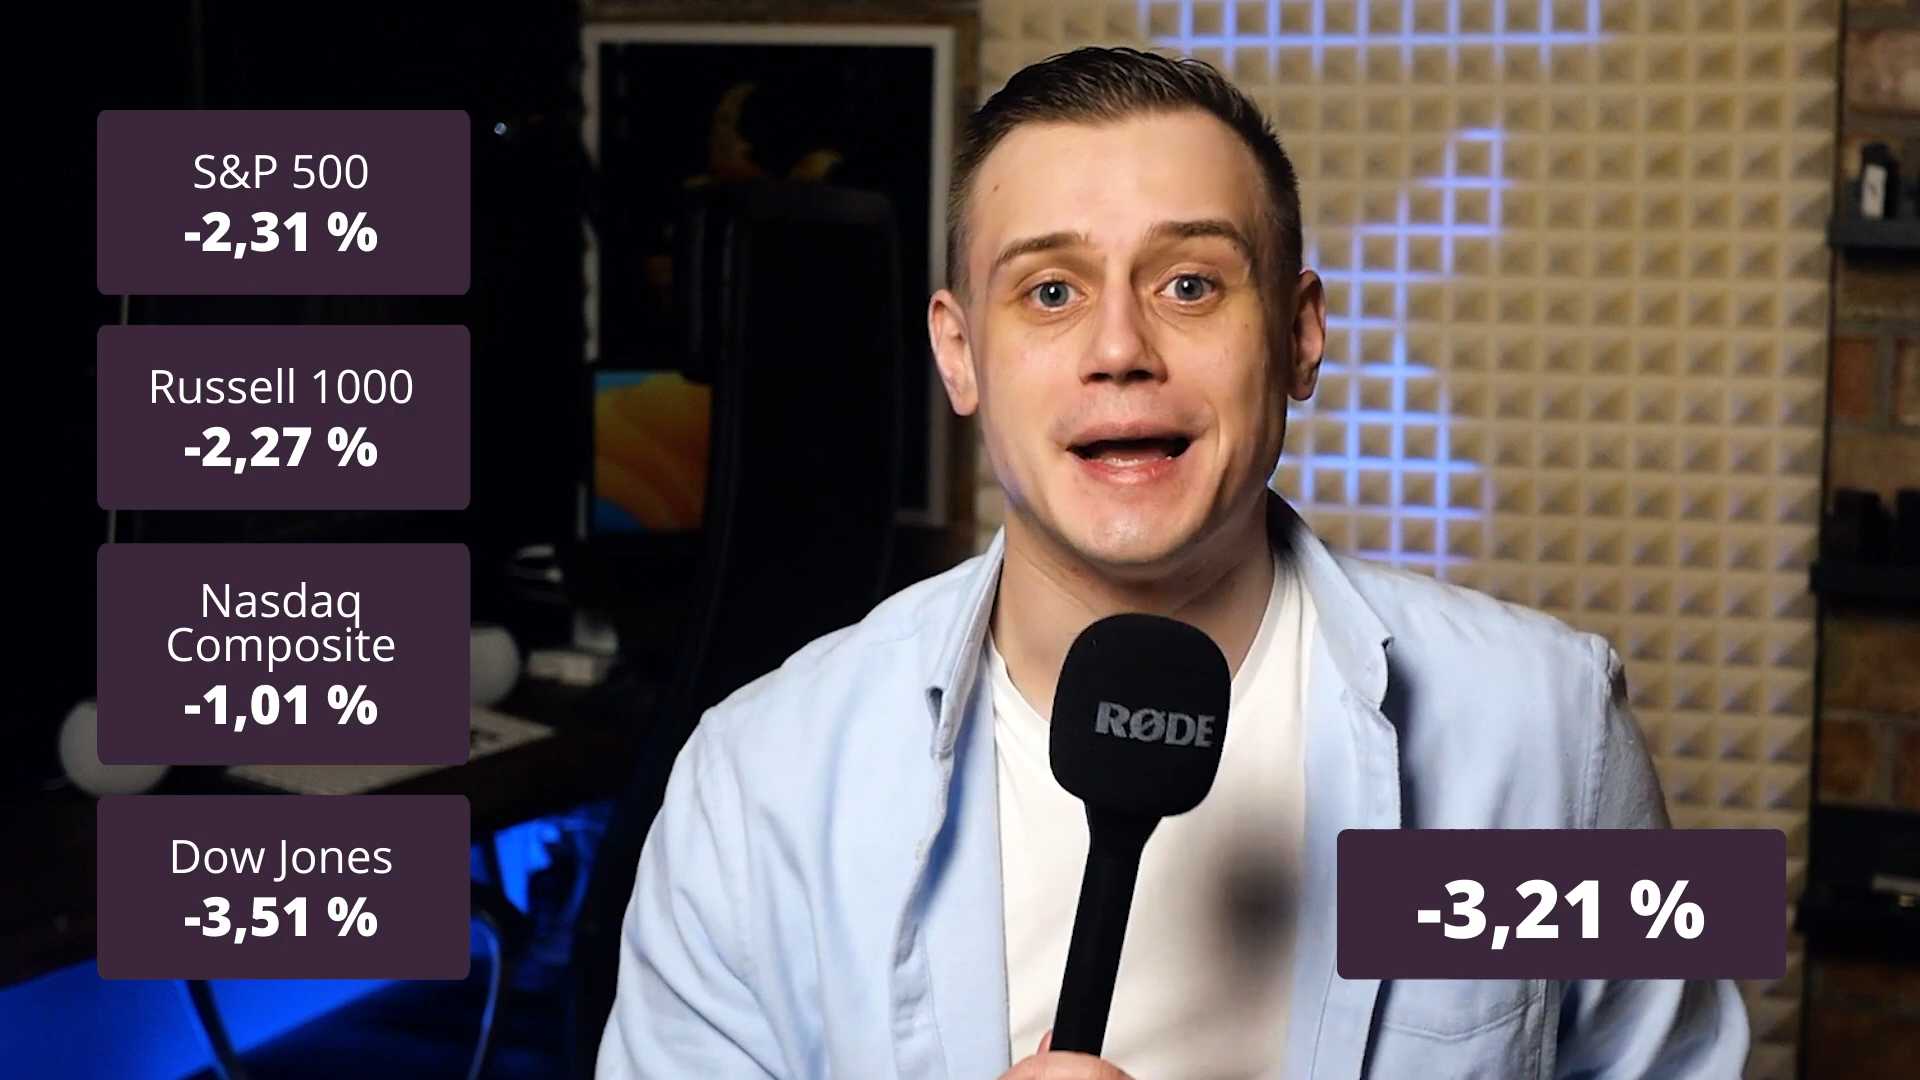 S&P 500
-2,31 %
Russell 1000
-2,27 %
Nasdaq
Composite
-1,01 %
Dow Jones
-3,51 %
RØDE
-3,21 %